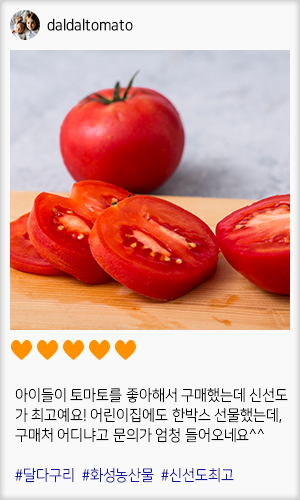 daldaltomato
아이들이 토마토를 좋아해서 구매했는데 신선도
가 최고예요! 어린이집에도 한박스 선물했는데,
구매처 어디냐고 문의가 엄청 들어오네요^^
#달다구리 #화성농산물 #신선도최고